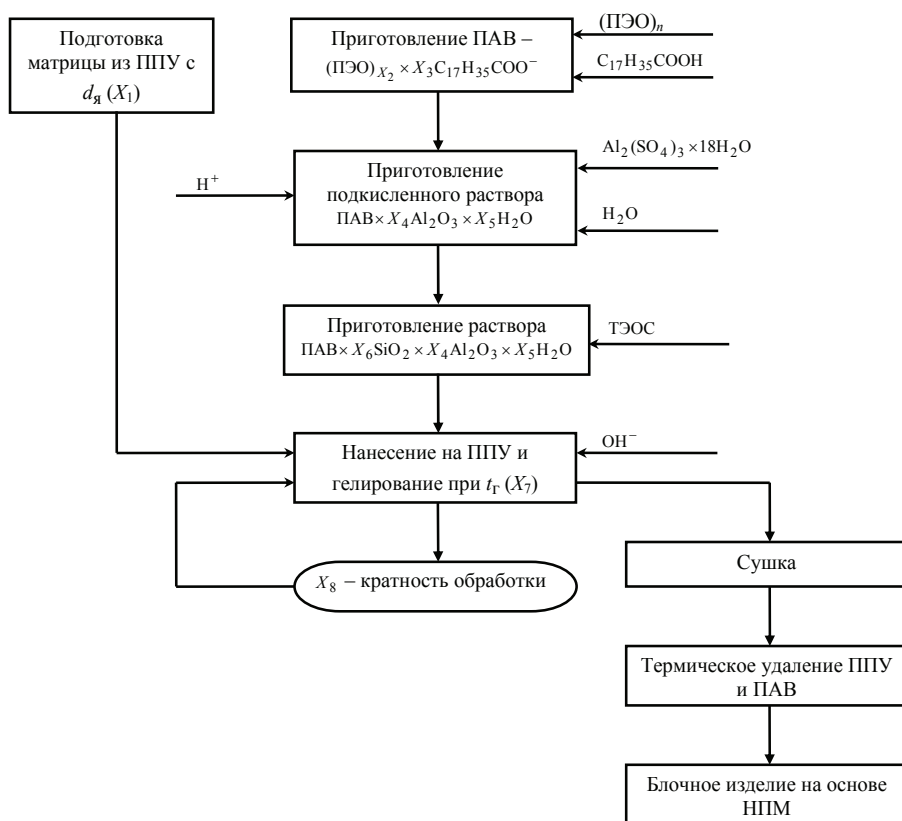 Подготовка
матрицы из ППУ с
dя (X₁)
Приготовление ПАВ –
(ПЭО)X₂ × X₃C₁₇H₃₅COO⁻
(ПЭО)ₙ
C₁₇H₃₅COOH
H⁺
Приготовление
подкисленного раствора
ПАВ× X₄Al₂O₃ × X₅H₂O
Al₂(SO₄)₃ ×18H₂O
H₂O
Приготовление раствора
ПАВ× X₆SiO₂ × X₄Al₂O₃ × X₅H₂O
ТЭОС
Нанесение на ППУ и
гелирование при tг (X₇)
OH⁻
X₈ – кратность обработки
Сушка
Термическое удаление ППУ
и ПАВ
Блочное изделие на основе
НПМ